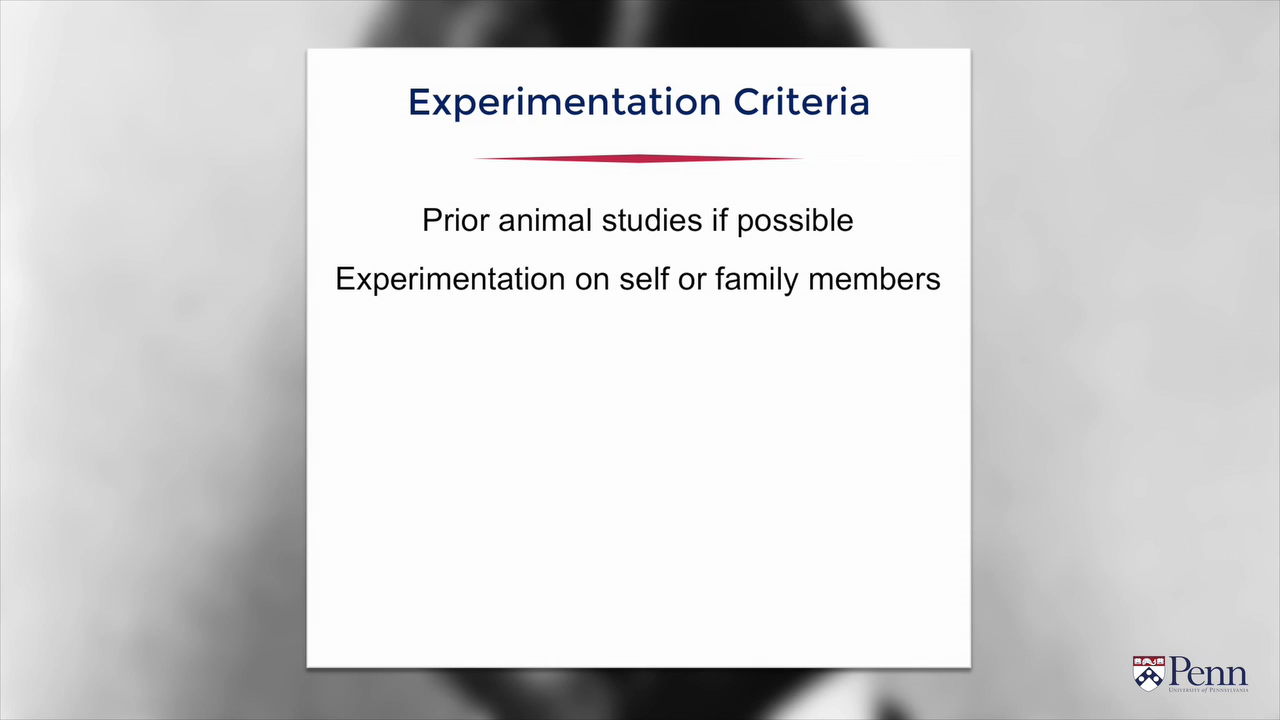 Experimentation Criteria
Prior animal studies if possible
Experimentation on self or family members
Penn
University of Pennsylvania